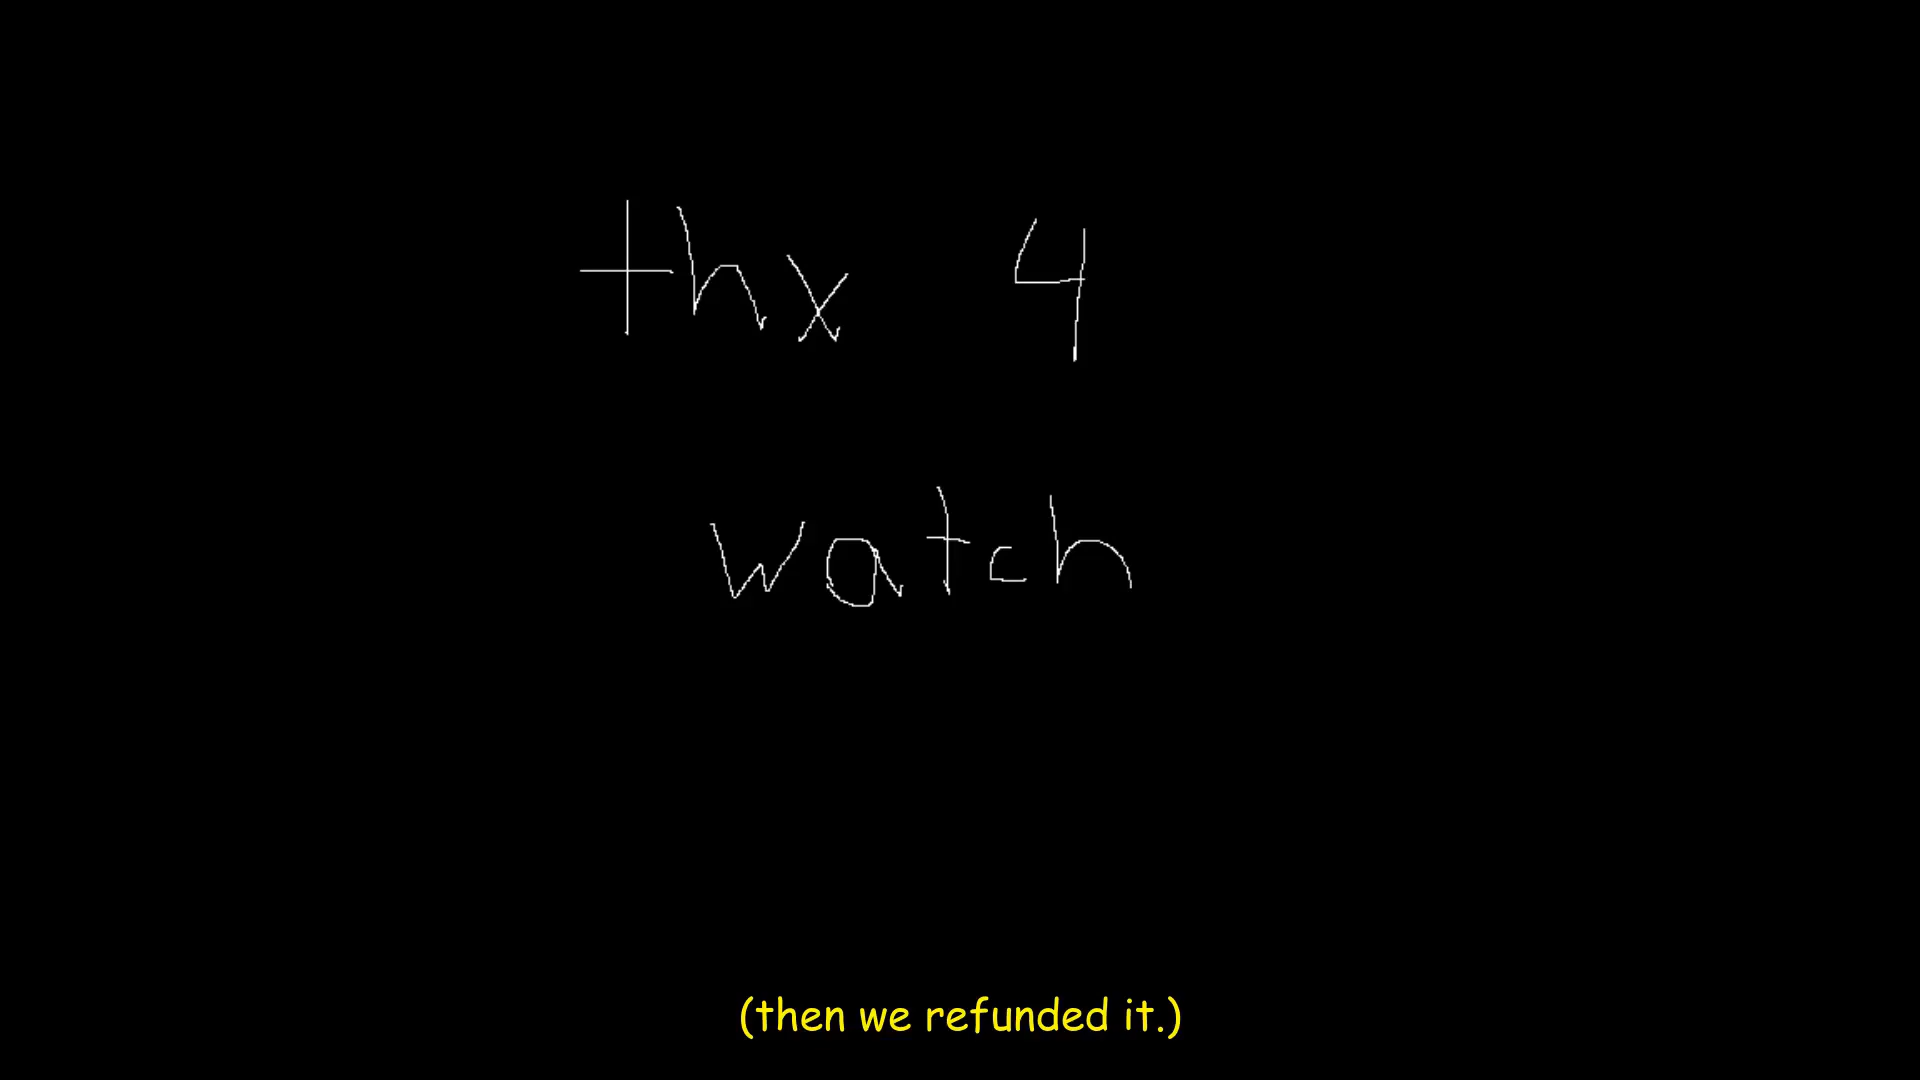 thx 4
watch
(then we refunded it.)